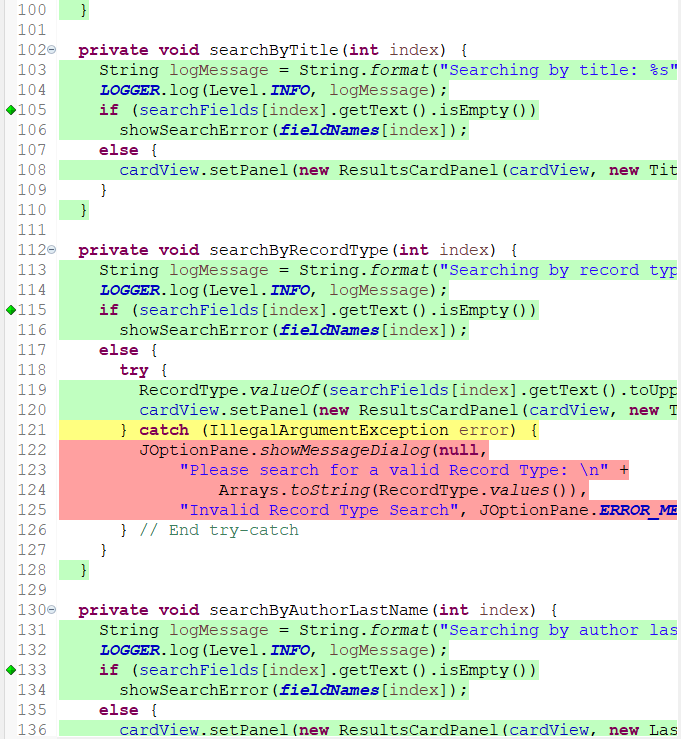 100 }
101
102 private void searchByTitle(int index) {
103 String logMessage = String.format("Searching by title: %s"
104 LOGGER.log(Level.INFO, logMessage);
105 if (searchFields[index].getText().isEmpty())
106 showSearchError(fieldNames[index]);
107 else {
108 cardView.setPanel(new ResultsCardPanel(cardView, new Tit
109 }
110 }
111
112 private void searchByRecordType(int index) {
113 String logMessage = String.format("Searching by record typ
114 LOGGER.log(Level.INFO, logMessage);
115 if (searchFields[index].getText().isEmpty())
116 showSearchError(fieldNames[index]);
117 else {
118 try {
119 RecordType.valueOf(searchFields[index].getText().toUpp
120 cardView.setPanel(new ResultsCardPanel(cardView, new T
121 } catch (IllegalArgumentException error) {
122 JOptionPane.showMessageDialog(null,
123 "Please search for a valid Record Type: \n" +
124 Arrays.toString(RecordType.values()),
125 "Invalid Record Type Search", JOptionPane.ERROR_ME
126 } // End try-catch
127 }
128 }
129
130 private void searchByAuthorLastName(int index) {
131 String logMessage = String.format("Searching by author las
132 LOGGER.log(Level.INFO, logMessage);
133 if (searchFields[index].getText().isEmpty())
134 showSearchError(fieldNames[index]);
135 else {
136 cardView.setPanel(new ResultsCardPanel(cardView, new Las